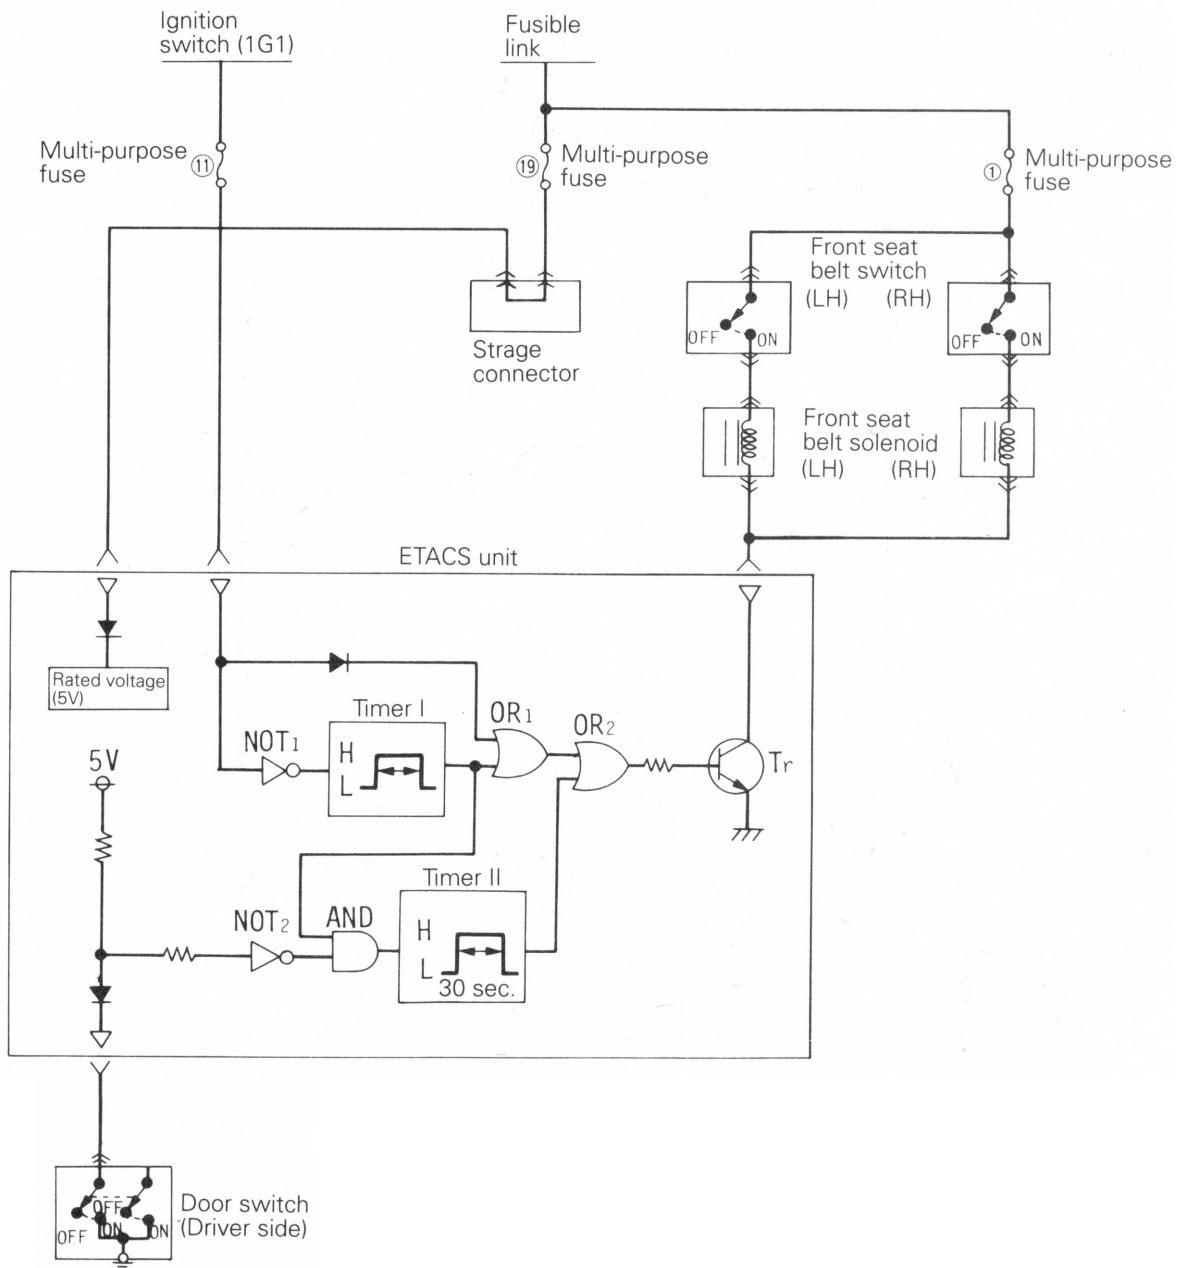 Ignition
switch (1G1)
Fusible
link
Multi-purpose
fuse
⑪
⑲
Multi-purpose
fuse
①
Multi-purpose
fuse
Front seat
belt switch
(LH) (RH)
OFF ON
OFF ON
Strage
connector
Front seat
belt solenoid
(LH) (RH)
ETACS unit
Rated voltage
(5V)
Timer I
H
L
NOT1
OR1
OR2
Tr
5V
Timer II
H
L
30 sec.
NOT2
AND
OFF
OFF ON ON
Door switch
(Driver side)